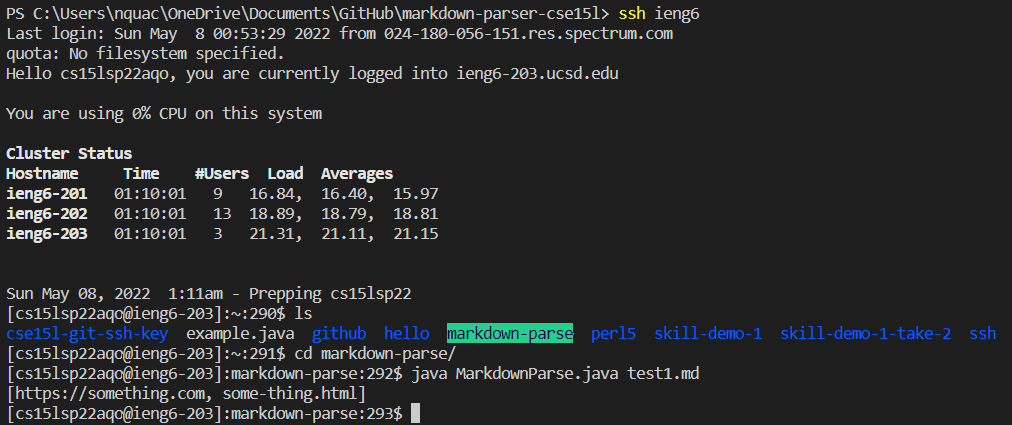 PS C:\Users\nquac\OneDrive\Documents\GitHub\markdown-parser-cse15l> ssh ieng6
Last login: Sun May  8 00:53:29 2022 from 024-180-056-151.res.spectrum.com
quota: No filesystem specified.
Hello cs15lsp22aqo, you are currently logged into ieng6-203.ucsd.edu
You are using 0% CPU on this system
Cluster Status
Hostname     Time    #Users  Load  Averages
ieng6-201   01:10:01   9   16.84,  16.40,  15.97
ieng6-202   01:10:01   13  18.89,  18.79,  18.81
ieng6-203   01:10:01   3   21.31,  21.11,  21.15
Sun May 08, 2022  1:11am - Prepping cs15lsp22
[cs15lsp22aqo@ieng6-203]:~:290$ ls
cse15l-git-ssh-key  example.java  github  hello  markdown-parse  perl5  skill-demo-1  skill-demo-1-take-2  ssh
[cs15lsp22aqo@ieng6-203]:~:291$ cd markdown-parse/
[cs15lsp22aqo@ieng6-203]:markdown-parse:292$ java MarkdownParse.java test1.md
[https://something.com, some-thing.html]
[cs15lsp22aqo@ieng6-203]:markdown-parse:293$